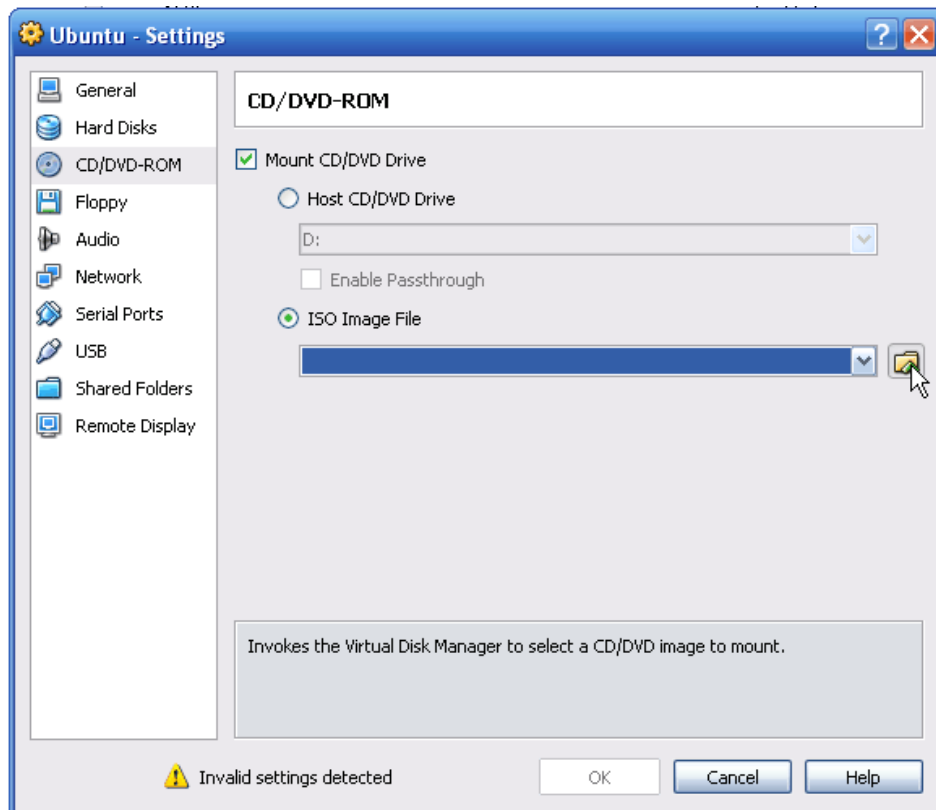 Ubuntu - Settings
General
Hard Disks
CD/DVD-ROM
Floppy
Audio
Network
Serial Ports
USB
Shared Folders
Remote Display
CD/DVD-ROM
Mount CD/DVD Drive
Host CD/DVD Drive
D:
Enable Passthrough
ISO Image File
Invokes the Virtual Disk Manager to select a CD/DVD image to mount.
Invalid settings detected
OK
Cancel
Help